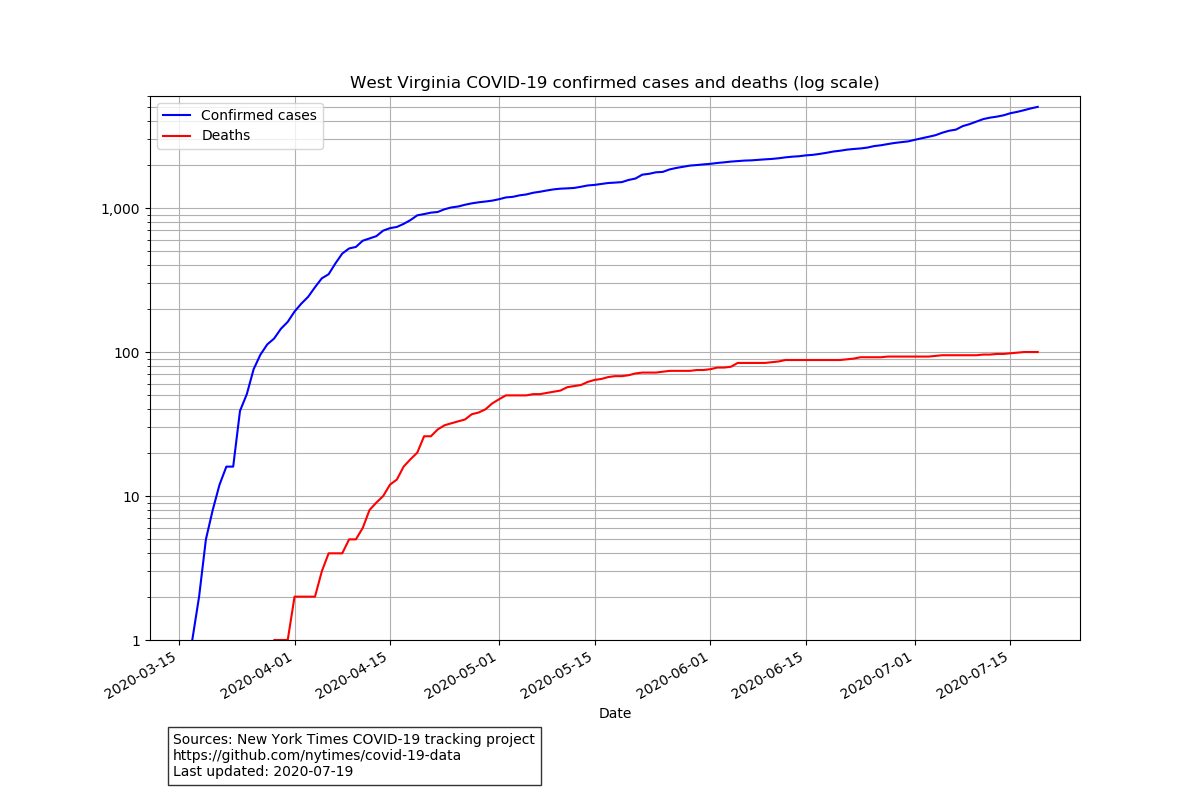 West Virginia COVID-19 confirmed cases and deaths (log scale)
Confirmed cases
Deaths
1,000
100
10
1
2020-03-15
2020-04-01
2020-04-15
2020-05-01
2020-05-15
2020-06-01
2020-06-15
2020-07-01
2020-07-15
Date
Sources: New York Times COVID-19 tracking project
https://github.com/nytimes/covid-19-data
Last updated: 2020-07-19